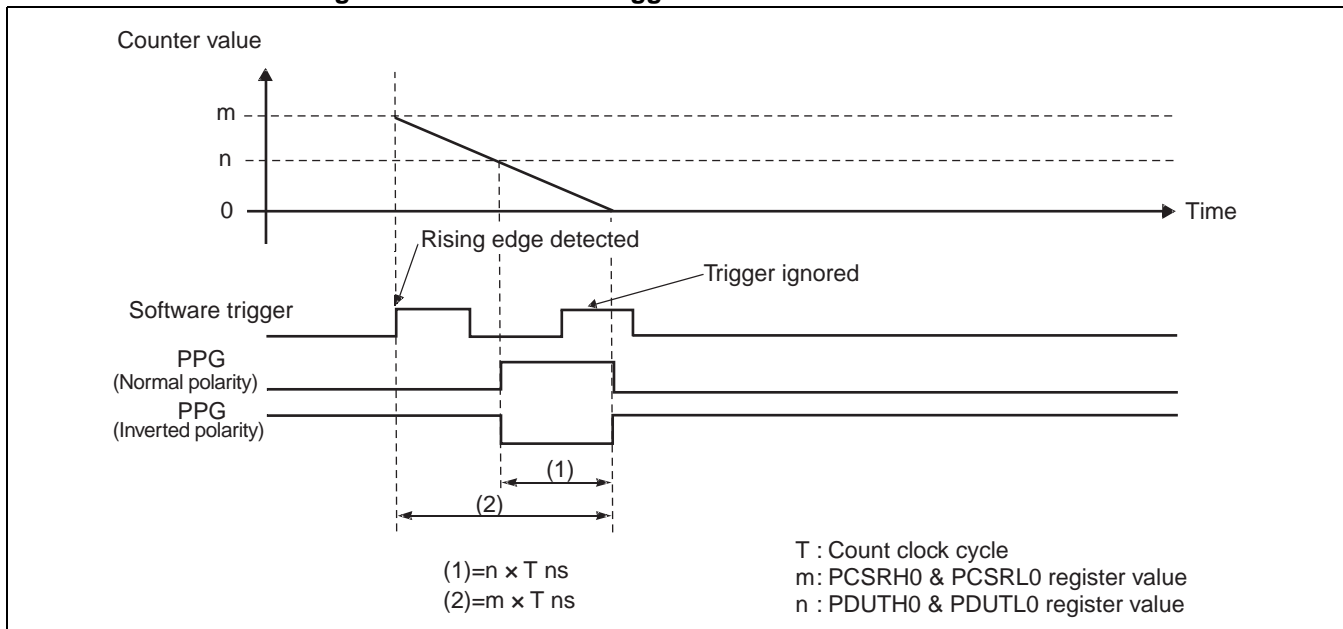 Counter value
m
n
0
Time
Rising edge detected
Trigger ignored
Software trigger
PPG
(Normal polarity)
PPG
(Inverted polarity)
(1)
(2)
(1)=n × T ns
(2)=m × T ns
T : Count clock cycle
m: PCSRH0 & PCSRL0 register value
n : PDUTH0 & PDUTL0 register value